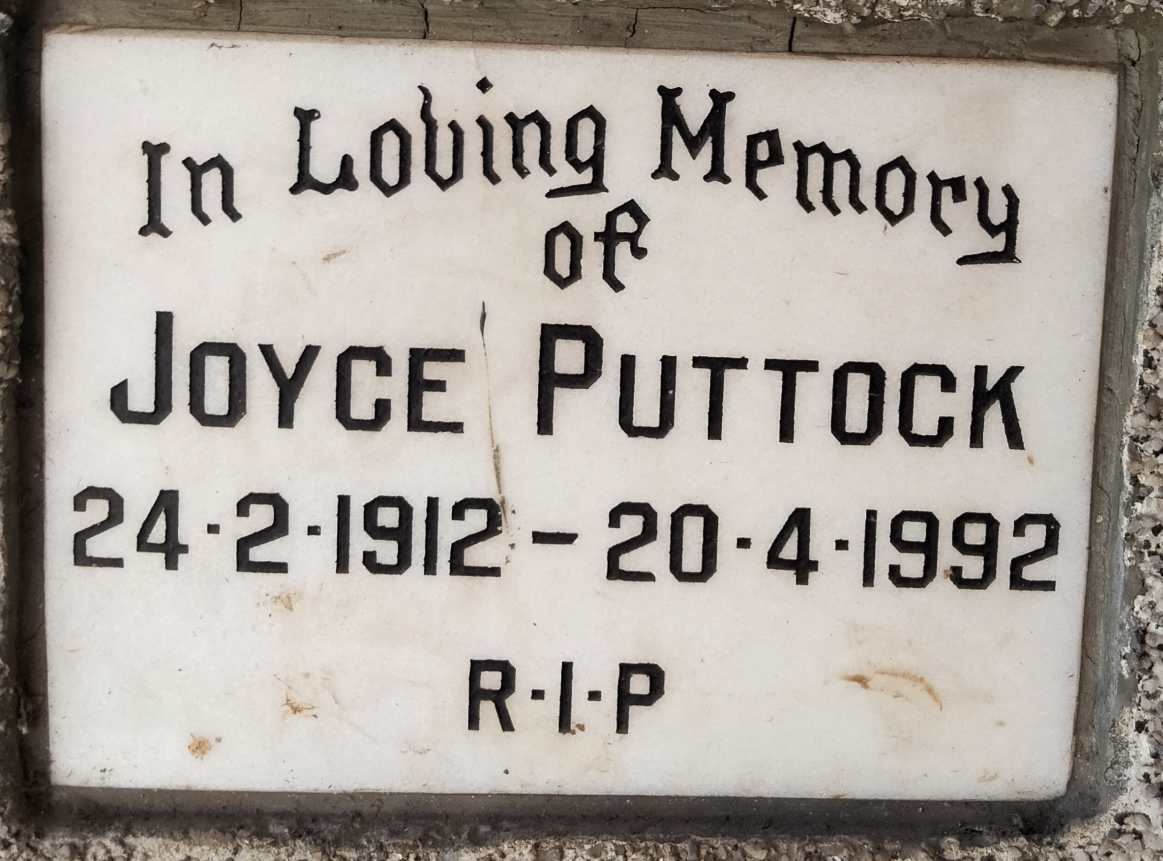 In Loving Memory
of
JOYCE PUTTOCK
24·2·1912 – 20·4·1992
R·I·P